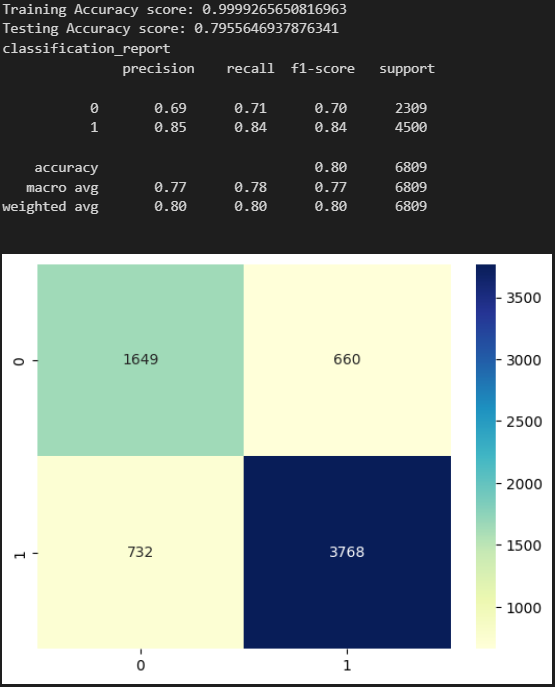 Training Accuracy score: 0.9999265650816963
Testing Accuracy score: 0.7955646937876341
classification_report
precision recall f1-score support
0 0.69 0.71 0.70 2309
1 0.85 0.84 0.84 4500
accuracy 0.80 6809
macro avg 0.77 0.78 0.77 6809
weighted avg 0.80 0.80 0.80 6809
3500
0 1649 660
3000
2500
2000
1 732 3768
1500
1000
0 1